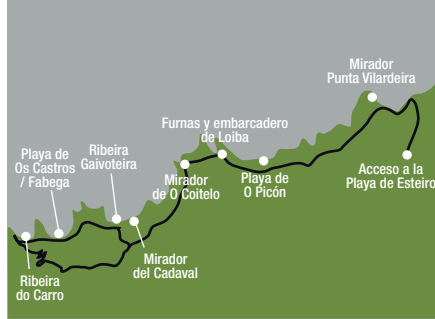 Mirador
Punta Vilardeira
Furnas y embarcadero
de Loiba
Playa de
Os Castros
/ Fabega
Ribeira
Gaivoteira
Mirador
de O Coitelo
Playa de
O Picón
Acceso a la
Playa de Esteiro
Mirador
del Cadaval
Ribeira
do Carro